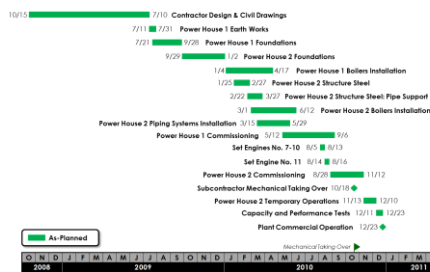 10/15 7/10 Contractor Design & Civil Drawings
7/11 7/31 Power House 1 Earth Works
7/21 9/28 Power House 1 Foundations
9/29 1/2 Power House 2 Foundations
1/4 4/17 Power House 1 Boilers Installation
1/25 2/27 Power House 2 Structure Steel
2/22 3/27 Power House 2 Structure Steel: Pipe Support
3/1 6/12 Power House 2 Boilers Installation
Power House 2 Piping Systems Installation 3/15 5/29
Power House 1 Commissioning 5/12 9/6
Set Engines No. 7-10 8/5 8/13
Set Engine No. 11 8/14 8/16
Power House 2 Commissioning 8/28 11/12
Subcontractor Mechanical Taking Over 10/18
Power House 2 Temporary Operations 11/13 12/10
Capacity and Performance Tests 12/11 12/23
Plant Commercial Operation 12/23
As-Planned
Mechanical Taking Over
O N D J F M A M J J A S O N D J F M A M J J A S O N D J F M A
2008 2009 2010 2011